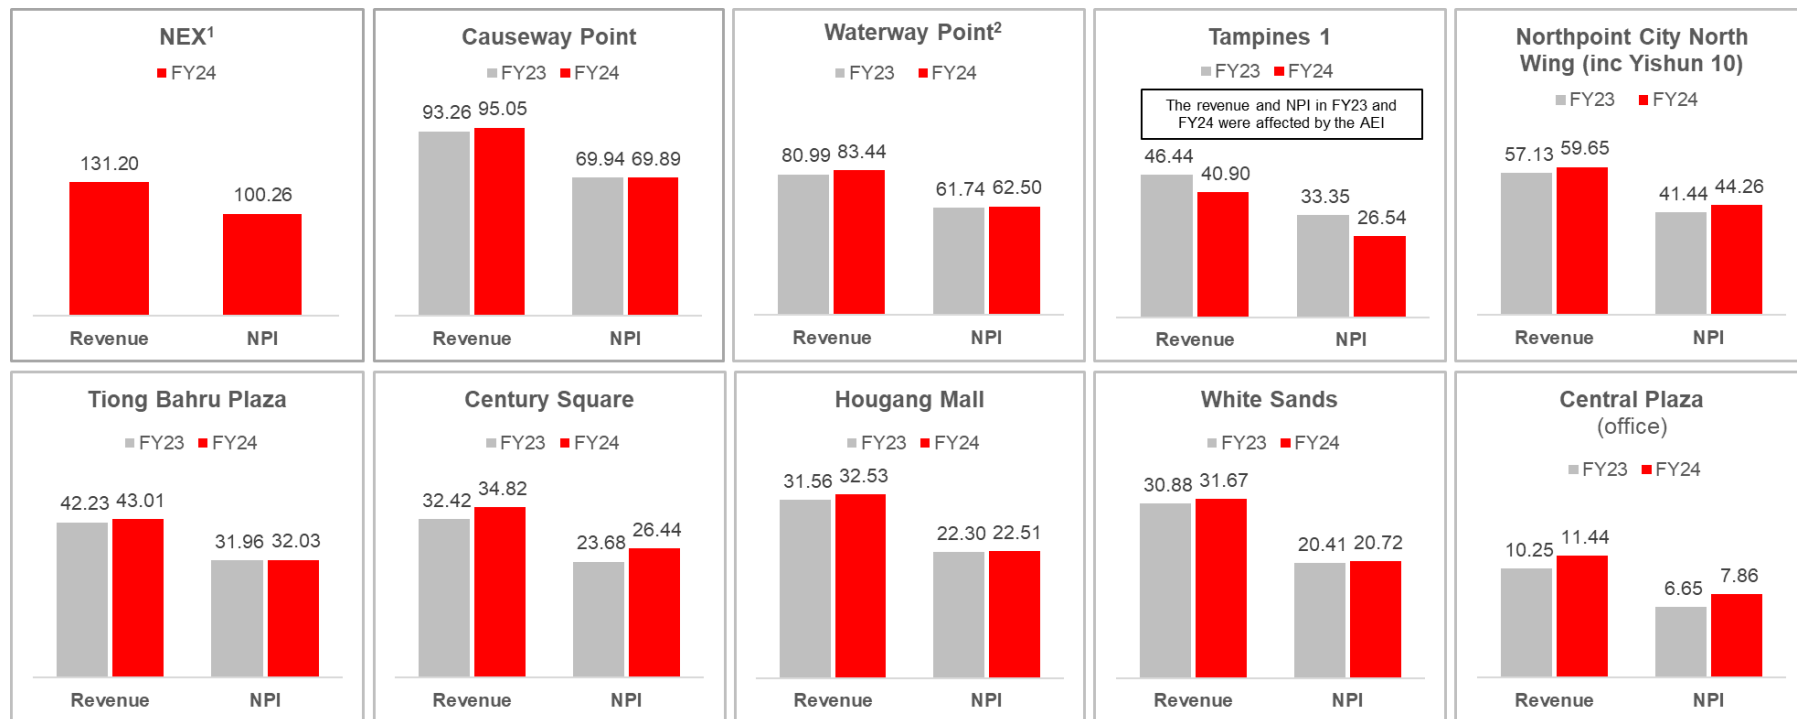 NEX¹
FY24
131.20
100.26
Revenue NPI
Causeway Point
FY23 FY24
93.26 95.05
69.94 69.89
Revenue NPI
Waterway Point²
FY23 FY24
80.99 83.44
61.74 62.50
Revenue NPI
Tampines 1
FY23 FY24
The revenue and NPI in FY23 and
FY24 were affected by the AEI
46.44
40.90
33.35
26.54
Revenue NPI
Northpoint City North
Wing (inc Yishun 10)
FY23 FY24
57.13 59.65
41.44 44.26
Revenue NPI
Tiong Bahru Plaza
FY23 FY24
42.23 43.01
31.96 32.03
Revenue NPI
Century Square
FY23 FY24
32.42 34.82
23.68 26.44
Revenue NPI
Hougang Mall
FY23 FY24
31.56 32.53
22.30 22.51
Revenue NPI
White Sands
FY23 FY24
30.88 31.67
20.41 20.72
Revenue NPI
Central Plaza
(office)
FY23 FY24
10.25 11.44
6.65 7.86
Revenue NPI